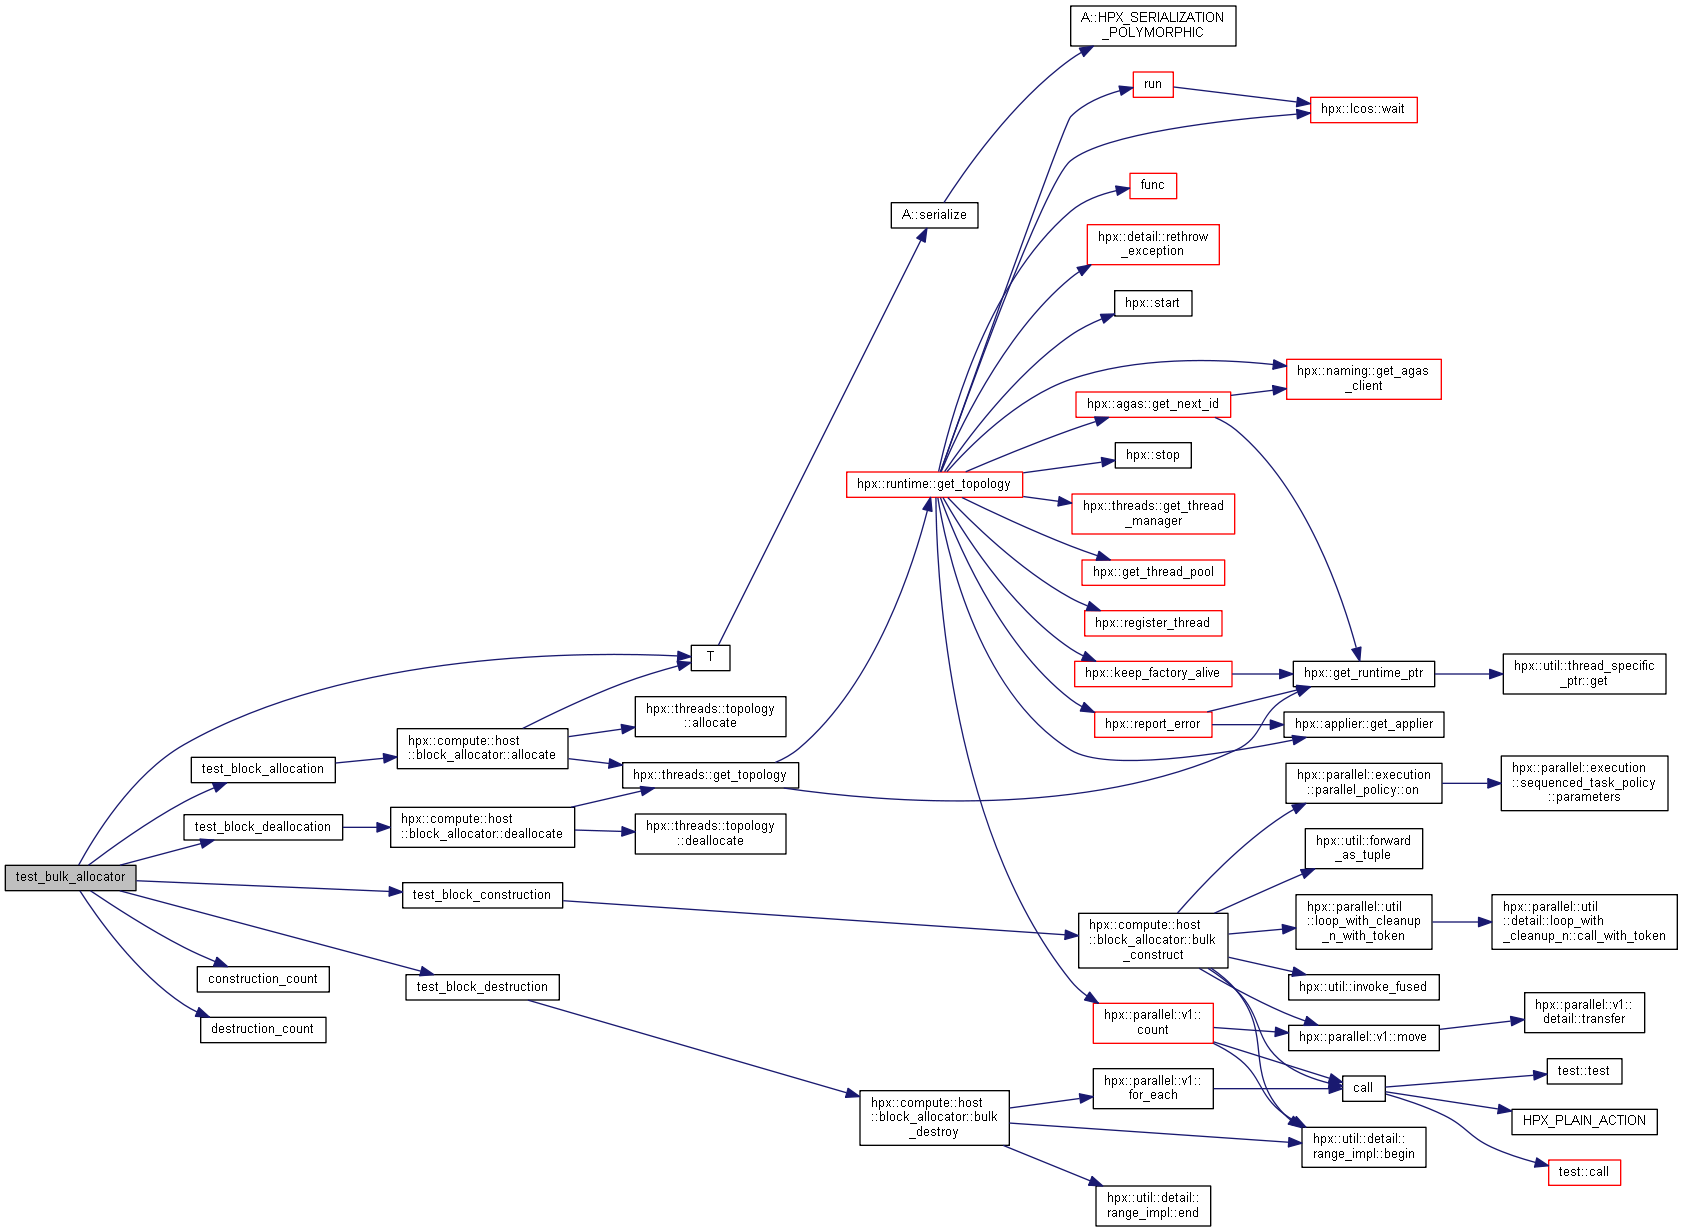 A::HPX_SERIALIZATION
_POLYMORPHIC
run
hpx::lcos::wait
func
A::serialize
hpx::detail::rethrow
_exception
hpx::start
hpx::naming::get_agas
_client
hpx::agas::get_next_id
hpx::stop
hpx::runtime::get_topology
hpx::threads::get_thread
_manager
hpx::get_thread_pool
hpx::register_thread
T
hpx::keep_factory_alive
hpx::get_runtime_ptr
hpx::util::thread_specific
_ptr::get
hpx::threads::topology
::allocate
hpx::report_error
hpx::applier::get_applier
hpx::compute::host
::block_allocator::allocate
test_block_allocation
hpx::threads::get_topology
hpx::parallel::execution
::parallel_policy::on
hpx::parallel::execution
::sequenced_task_policy
::parameters
test_block_deallocation
hpx::compute::host
::block_allocator::deallocate
hpx::threads::topology
::deallocate
hpx::util::forward
_as_tuple
test_bulk_allocator
test_block_construction
hpx::compute::host
::block_allocator::bulk
_construct
hpx::parallel::util
::loop_with_cleanup
_n_with_token
hpx::parallel::util
::detail::loop_with
_cleanup_n::call_with_token
construction_count
test_block_destruction
hpx::util::invoke_fused
destruction_count
hpx::parallel::v1::
count
hpx::parallel::v1::move
hpx::parallel::v1::
detail::transfer
hpx::parallel::v1::
for_each
call
test::test
hpx::compute::host
::block_allocator::bulk
_destroy
HPX_PLAIN_ACTION
hpx::util::detail::
range_impl::begin
test::call
hpx::util::detail::
range_impl::end